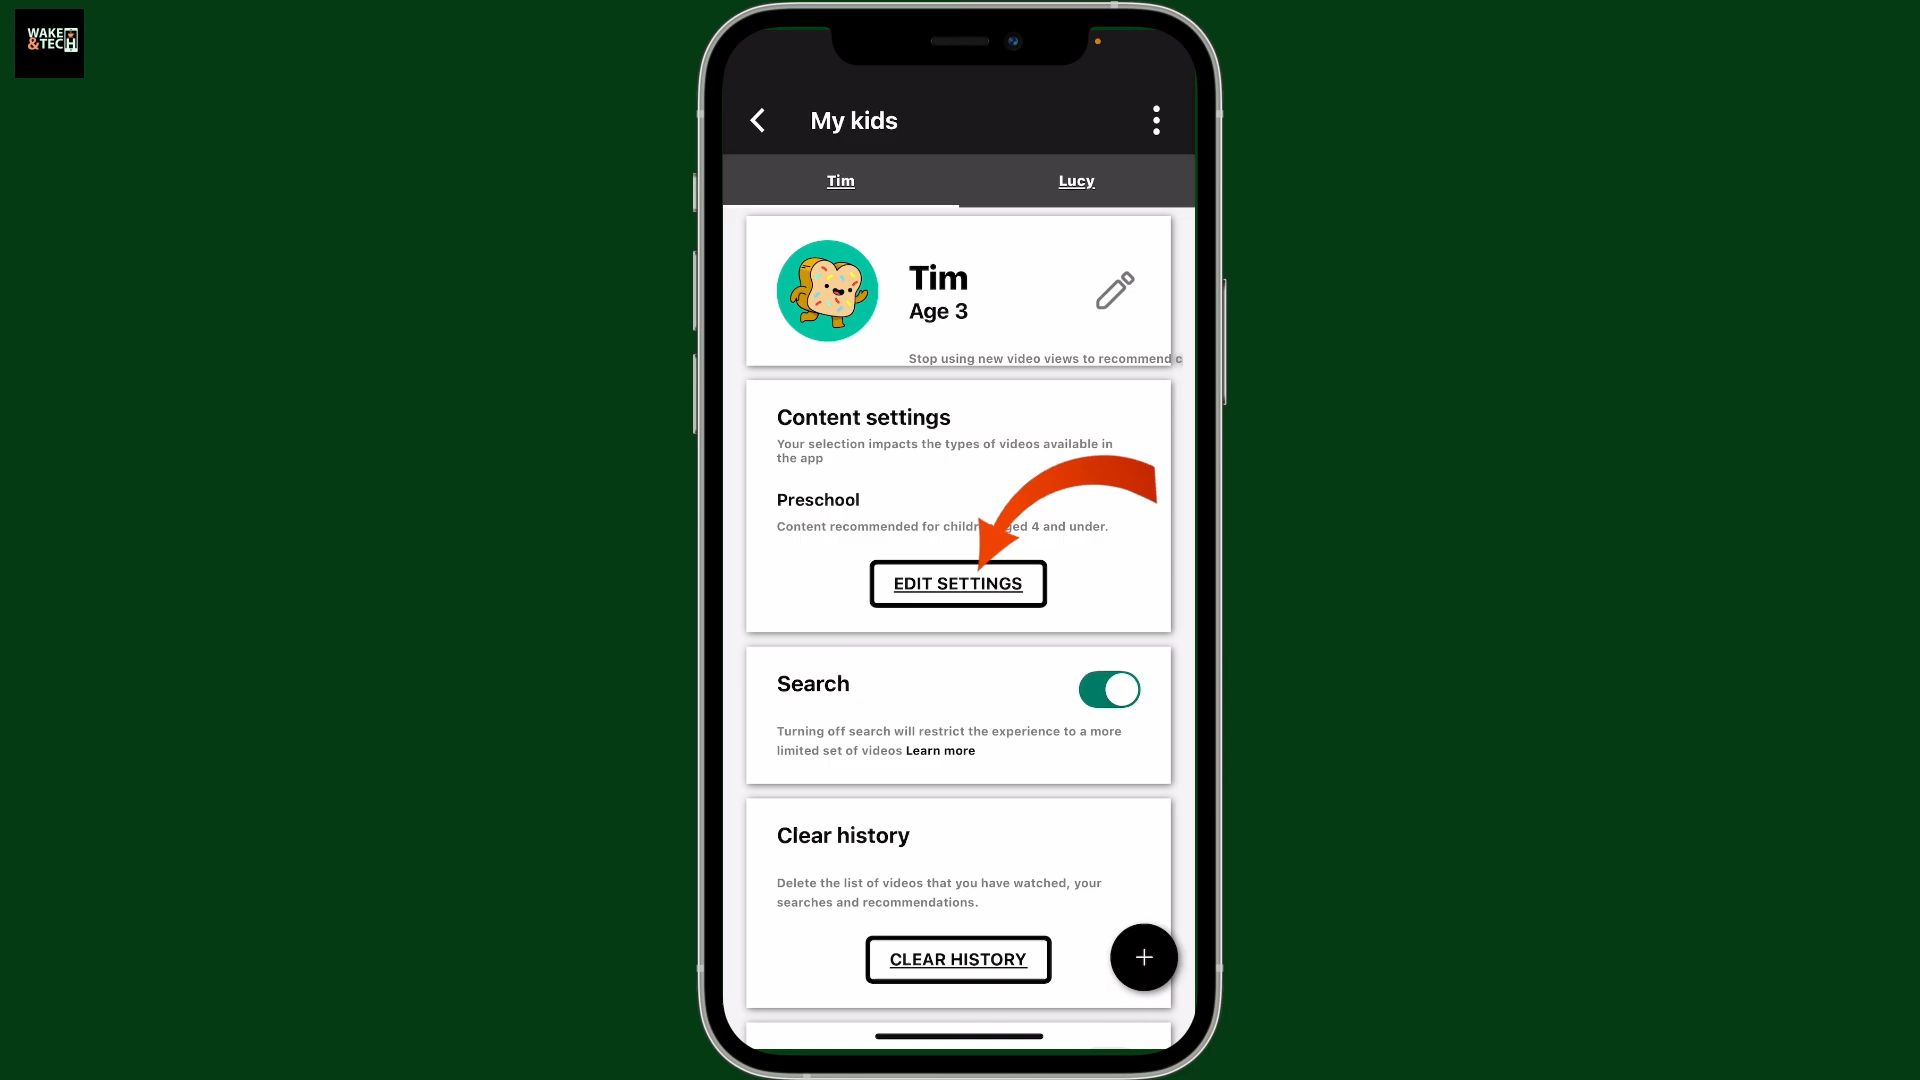 WAKE
&TECH
My kids
Tim
Lucy
Tim
Age 3
Stop using new video views to recommend c
Content settings
Your selection impacts the types of videos available in
the app
Preschool
Content recommended for childr ged 4 and under.
EDIT SETTINGS
Search
Turning off search will restrict the experience to a more
limited set of videos Learn more
Clear history
Delete the list of videos that you have watched, your
searches and recommendations.
CLEAR HISTORY